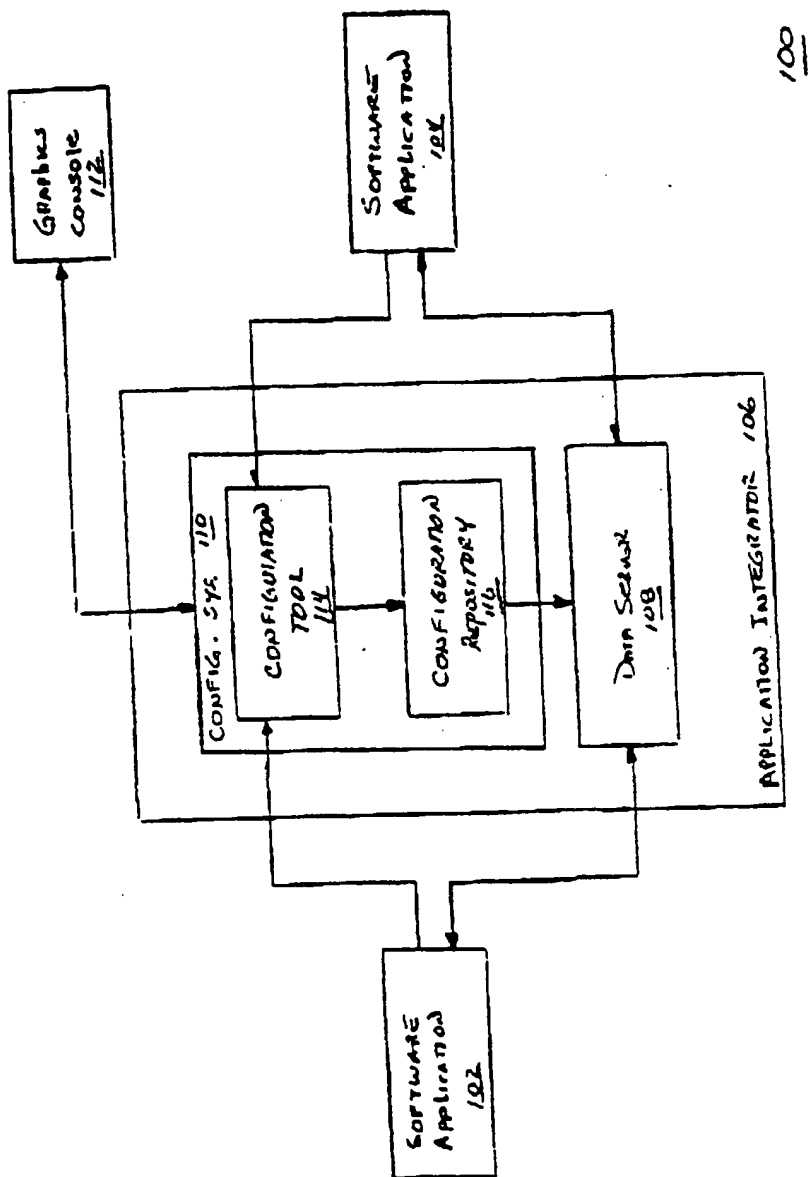 GRAPHICS
CONSOLE
112
CONFIG. SYS 110
CONFIGURATION
TOOL
114
CONFIGURATION
REPOSITORY
116
DATA SERVER
108
APPLICATION INTEGRATOR 106
SOFTWARE
APPLICATION
102
SOFTWARE
APPLICATION
104
100